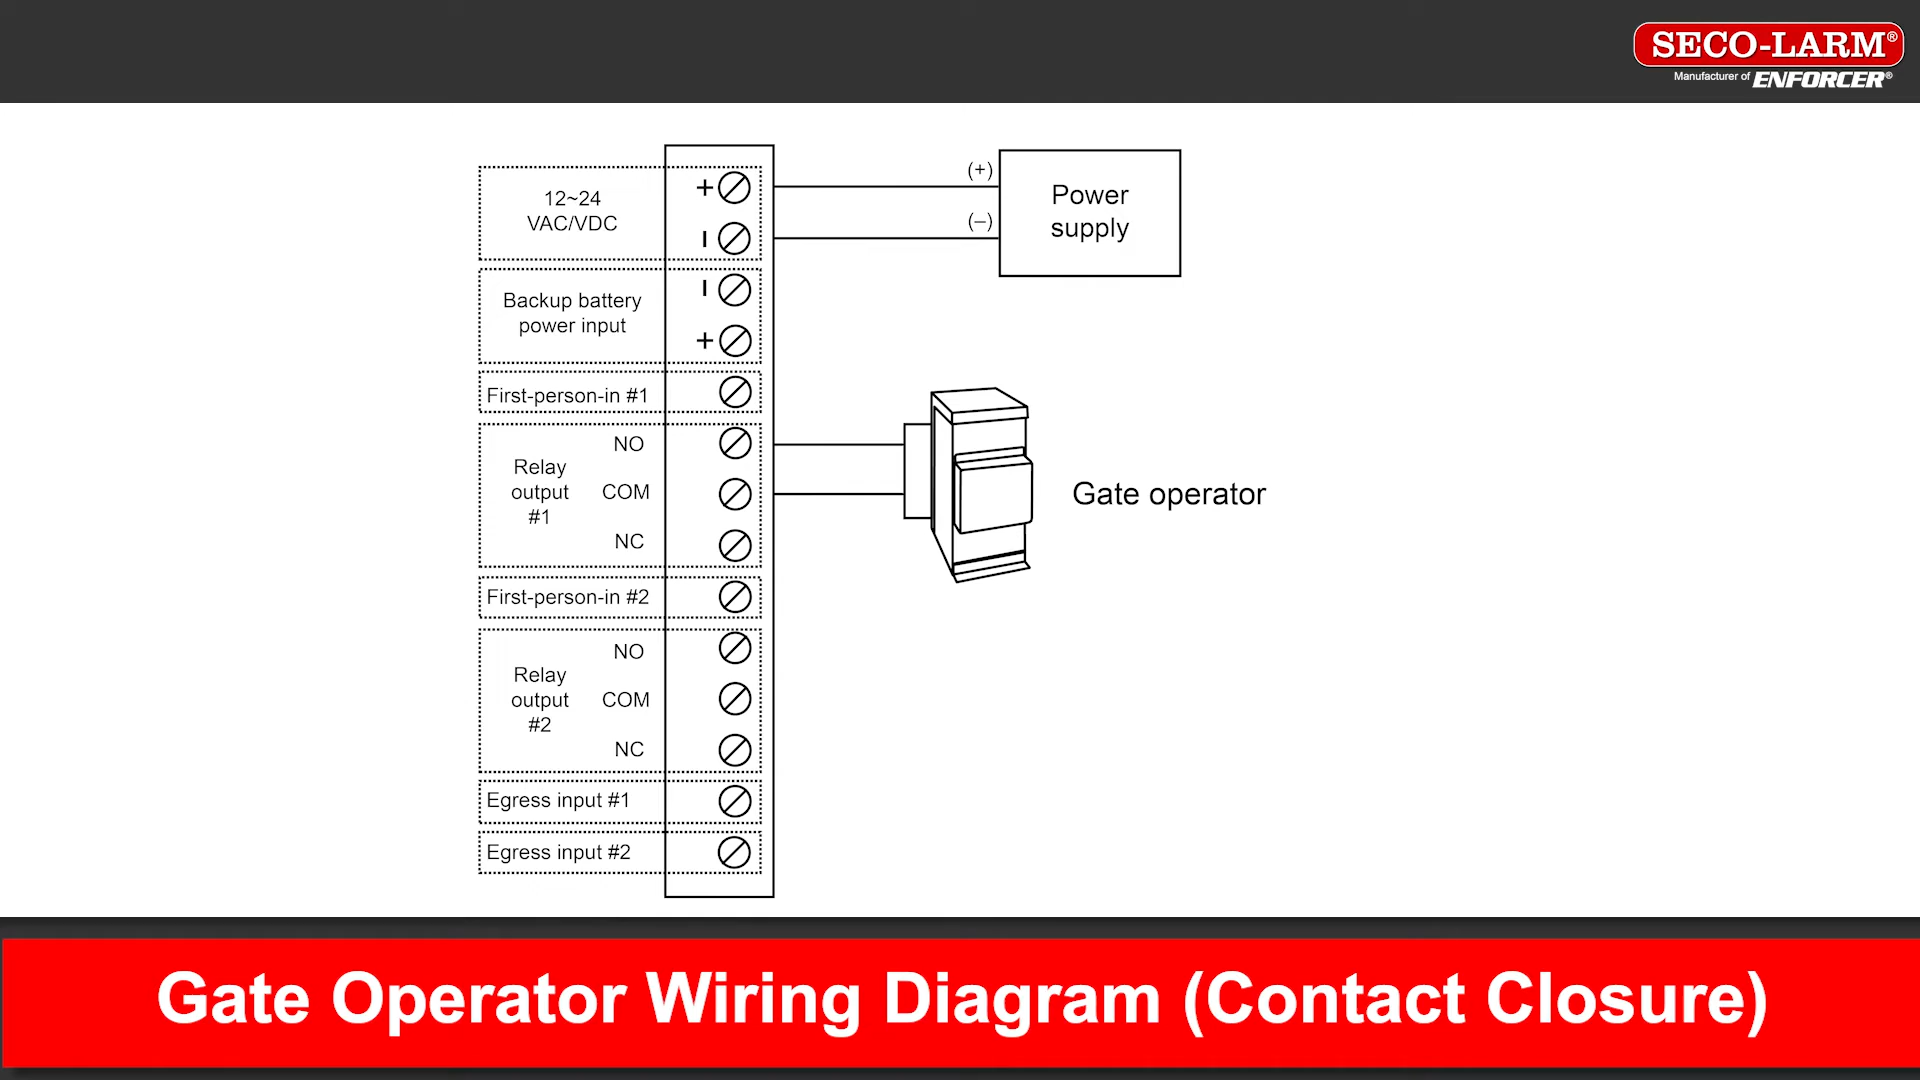 SECO-LARM®
Manufacturer of ENFORCER®
12~24
VAC/VDC
+
–
(+)
(–)
Power
supply
Backup battery
power input
–
+
First-person-in #1
Relay
output
#1
NO
COM
NC
Gate operator
First-person-in #2
Relay
output
#2
NO
COM
NC
Egress input #1
Egress input #2
Gate Operator Wiring Diagram (Contact Closure)